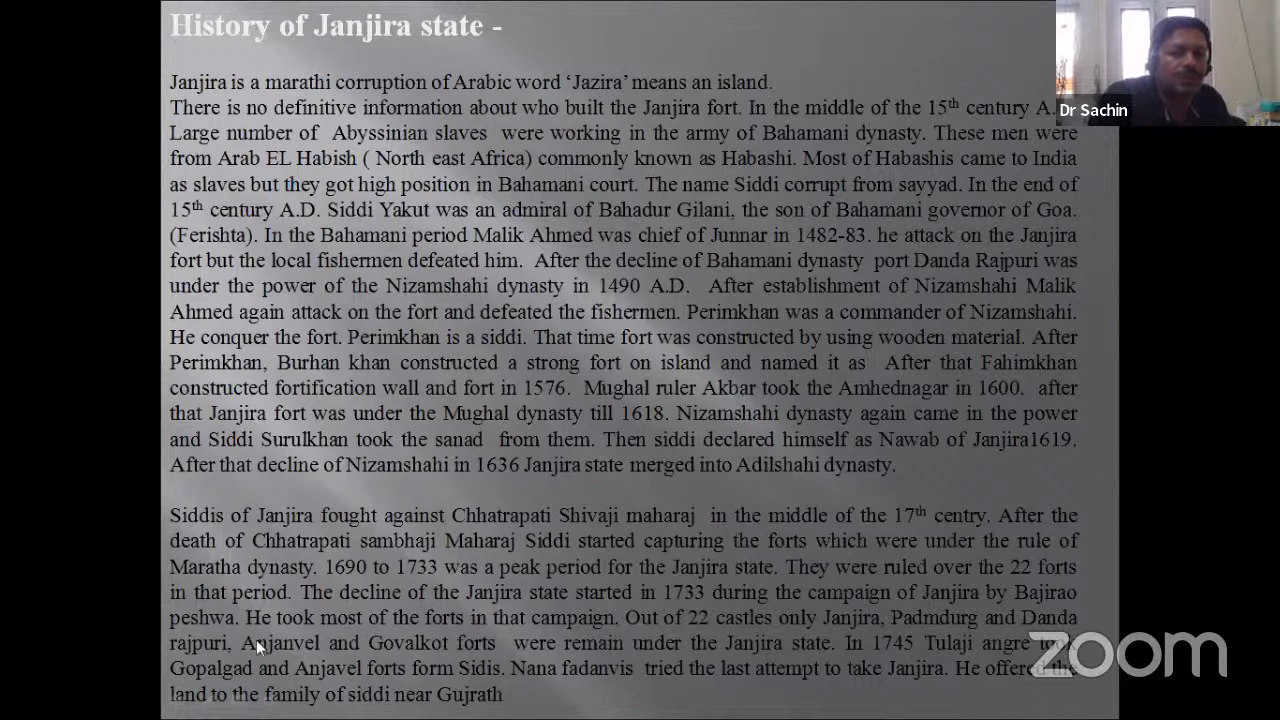 History of Janjira state -
Janjira is a marathi corruption of Arabic word ‘Jazira’ means an island.
There is no definitive information about who built the Janjira fort. In the middle of the 15th century A.
Large number of Abyssinian slaves were working in the army of Bahamani dynasty. These men were
from Arab EL Habish ( North east Africa) commonly known as Habashi. Most of Habashis came to India
as slaves but they got high position in Bahamani court. The name Siddi corrupt from sayyad. In the end of
15th century A.D. Siddi Yakut was an admiral of Bahadur Gilani, the son of Bahamani governor of Goa.
(Ferishta). In the Bahamani period Malik Ahmed was chief of Junnar in 1482-83. he attack on the Janjira
fort but the local fishermen defeated him. After the decline of Bahamani dynasty port Danda Rajpuri was
under the power of the Nizamshahi dynasty in 1490 A.D. After establishment of Nizamshahi Malik
Ahmed again attack on the fort and defeated the fishermen. Perimkhan was a commander of Nizamshahi.
He conquer the fort. Perimkhan is a siddi. That time fort was constructed by using wooden material. After
Perimkhan, Burhan khan constructed a strong fort on island and named it as After that Fahimkhan
constructed fortification wall and fort in 1576. Mughal ruler Akbar took the Amhednagar in 1600. after
that Janjira fort was under the Mughal dynasty till 1618. Nizamshahi dynasty again came in the power
and Siddi Surulkhan took the sanad from them. Then siddi declared himself as Nawab of Janjira1619.
After that decline of Nizamshahi in 1636 Janjira state merged into Adilshahi dynasty.
Siddis of Janjira fought against Chhatrapati Shivaji maharaj in the middle of the 17th centry. After the
death of Chhatrapati sambhaji Maharaj Siddi started capturing the forts which were under the rule of
Maratha dynasty. 1690 to 1733 was a peak period for the Janjira state. They were ruled over the 22 forts
in that period. The decline of the Janjira state started in 1733 during the campaign of Janjira by Bajirao
peshwa. He took most of the forts in that campaign. Out of 22 castles only Janjira, Padmdurg and Danda
rajpuri, Anjanvel and Govalkot forts were remain under the Janjira state. In 1745 Tulaji angre took
Gopalgad and Anjavel forts form Sidis. Nana fadanvis tried the last attempt to take Janjira. He offered the
land to the family of siddi near Gujrath
Dr Sachin
zoom